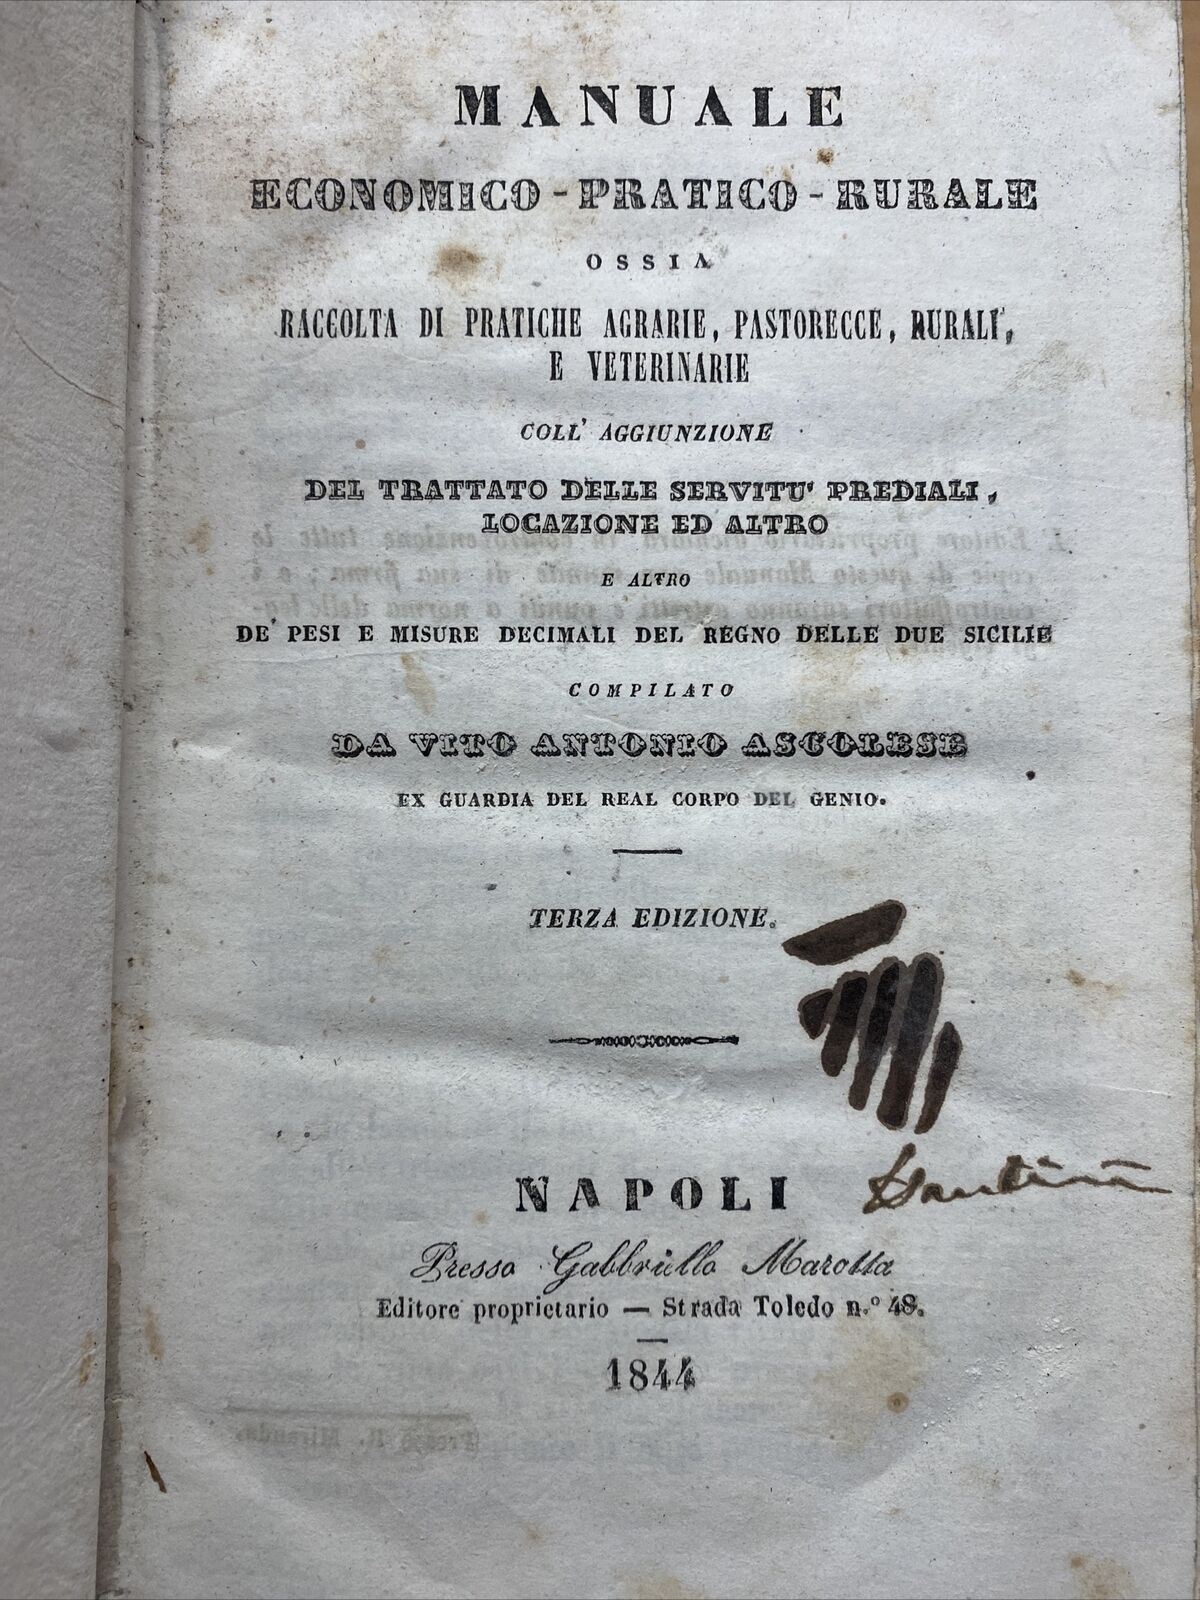 MANUALE
ECONOMICO - PRATICO - RURALE
OSSIA
RACCOLTA DI PRATICHE AGRARIE, PASTORECCE, RURALI,
E VETERINARIE
COLL' AGGIUNZIONE
DEL TRATTATO DELLE SERVITU' PREDIALI,
LOCAZIONE ED ALTRO
E ALTRO
DE' PESI E MISURE DECIMALI DEL REGNO DELLE DUE SICILIE
COMPILATO
DA VITO ANTONIO ASCOLESE
EX GUARDIA DEL REAL CORPO DEL GENIO.
TERZA EDIZIONE.
NAPOLI
Presso Gabbriello Marotta
Editore proprietario — Strada Toledo n.° 48.
1844